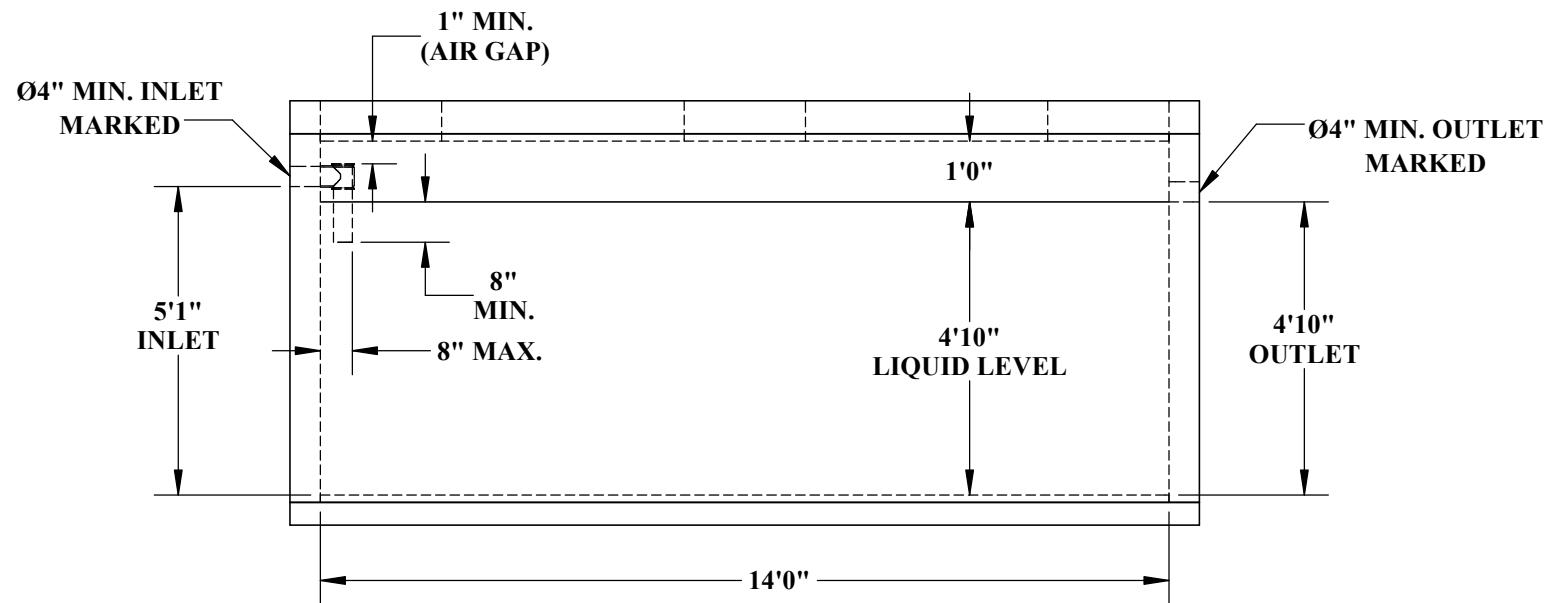 1" MIN.
(AIR GAP)
Ø4" MIN. INLET
MARKED
Ø4" MIN. OUTLET
MARKED
1'0"
8"
MIN.
5'1"
INLET
8" MAX.
4'10"
LIQUID LEVEL
4'10"
OUTLET
14'0"